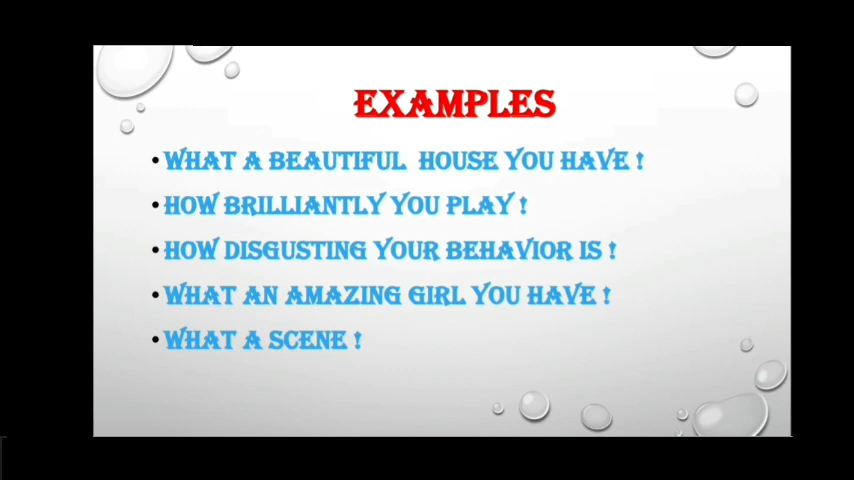 EXAMPLES
• WHAT A BEAUTIFUL HOUSE YOU HAVE !
• HOW BRILLIANTLY YOU PLAY !
• HOW DISGUSTING YOUR BEHAVIOR IS !
• WHAT AN AMAZING GIRL YOU HAVE !
• WHAT A SCENE !